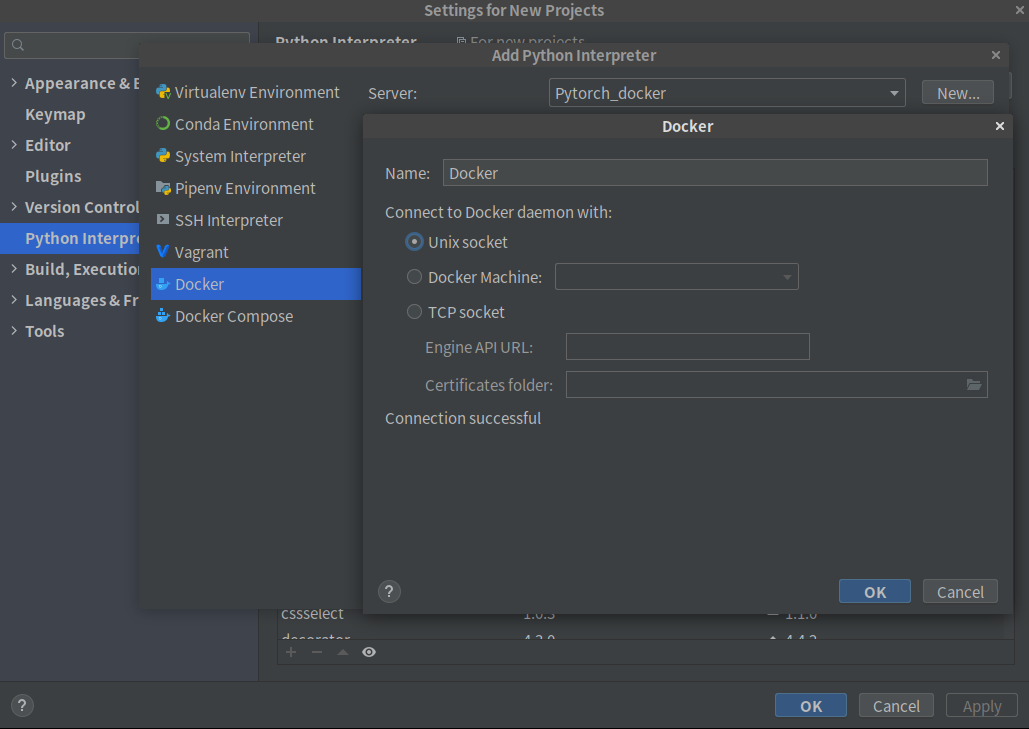 Settings for New Projects
Python Interpreter For new projects
Add Python Interpreter
Appearance & B
Keymap
Editor
Plugins
Version Control
Python Interpre
Build, Execution
Languages & Fr
Tools
Virtualenv Environment
Conda Environment
System Interpreter
Pipenv Environment
SSH Interpreter
Vagrant
Docker
Docker Compose
Server: Pytorch_docker New...
Docker
Name: Docker
Connect to Docker daemon with:
Unix socket
Docker Machine:
TCP socket
Engine API URL:
Certificates folder:
Connection successful
? OK Cancel
cssselect 1.0.3 1.1.0
decorator 4.3.0 4.4.2
? OK Cancel Apply